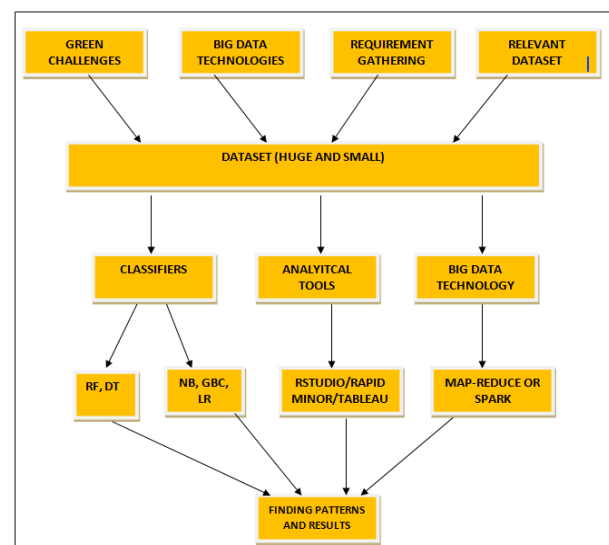 GREEN
CHALLENGES
BIG DATA
TECHNOLOGIES
REQUIREMENT
GATHERING
RELEVANT
DATASET
DATASET (HUGE AND SMALL)
CLASSIFIERS
ANALYITCAL
TOOLS
BIG DATA
TECHNOLOGY
RF, DT
NB, GBC,
LR
RSTUDIO/RAPID
MINOR/TABLEAU
MAP-REDUCE OR
SPARK
FINDING PATTERNS
AND RESULTS